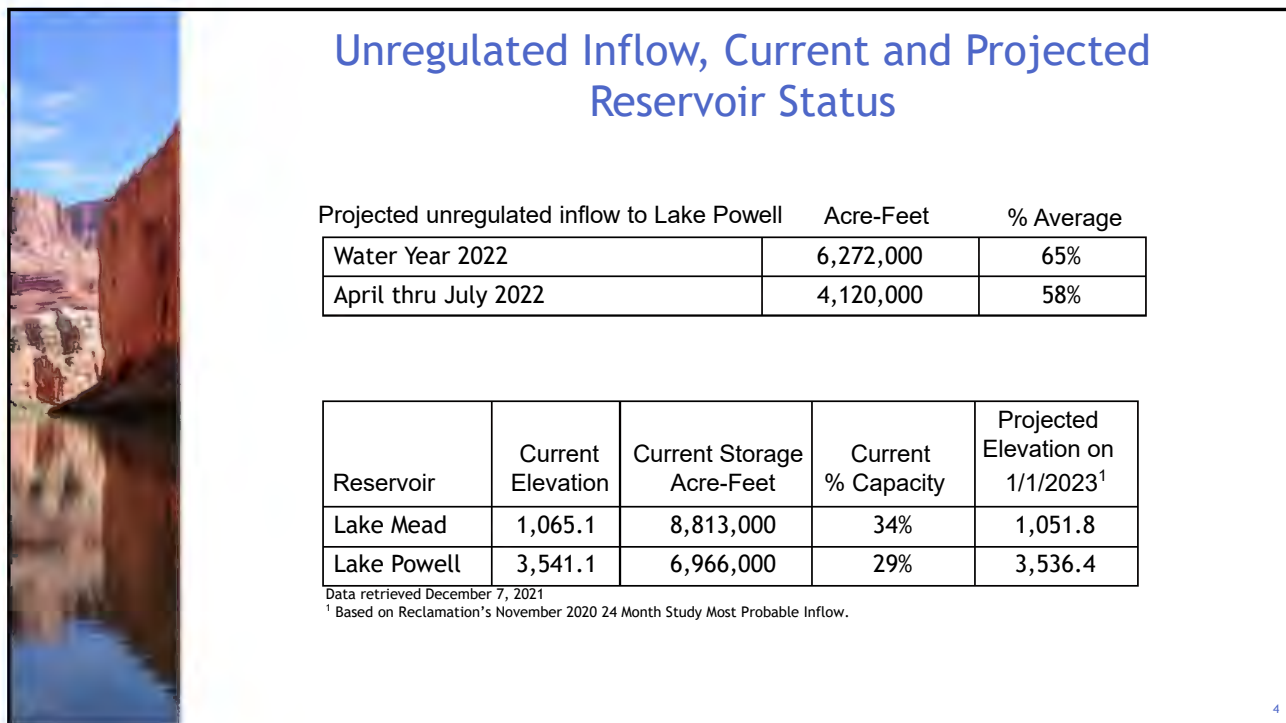 Unregulated Inflow, Current and Projected
Reservoir Status
Projected unregulated inflow to Lake Powell Acre-Feet % Average
Water Year 2022 6,272,000 65%
April thru July 2022 4,120,000 58%
Reservoir Current Elevation Current Storage Acre-Feet Current % Capacity Projected Elevation on 1/1/2023¹
Lake Mead 1,065.1 8,813,000 34% 1,051.8
Lake Powell 3,541.1 6,966,000 29% 3,536.4
Data retrieved December 7, 2021
¹ Based on Reclamation’s November 2020 24 Month Study Most Probable Inflow.
4